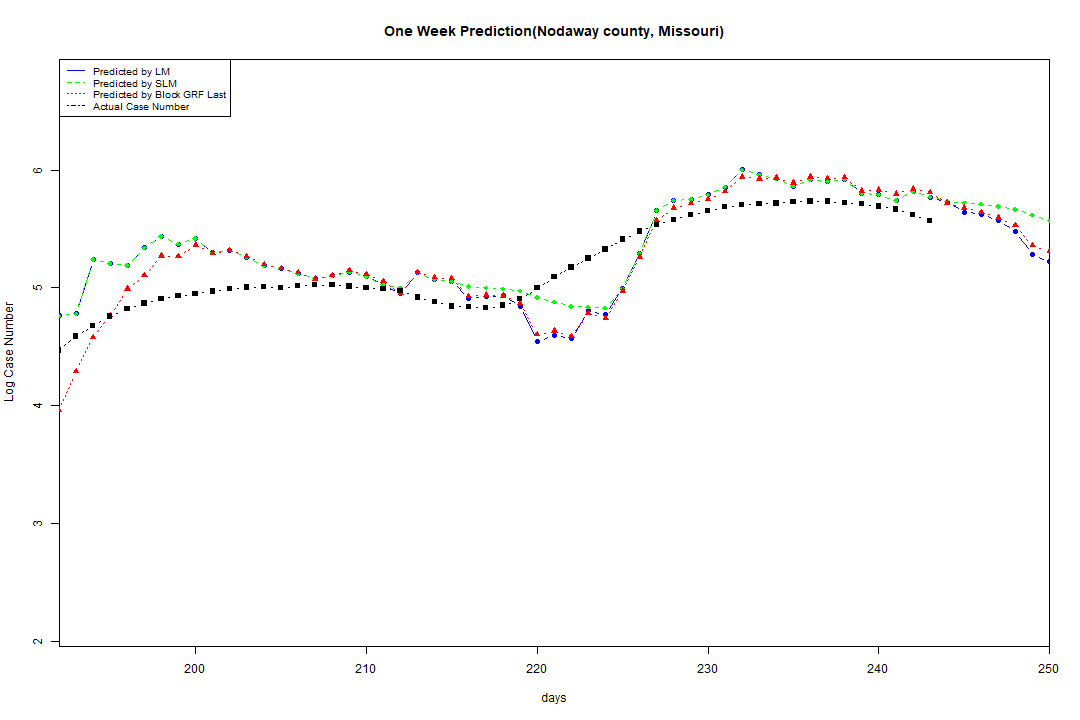 One Week Prediction(Nodaway county, Missouri)
Predicted by LM
Predicted by SLM
Predicted by Block GRF Last
Actual Case Number
6
5
4
3
2
Log Case Number
200
210
220
230
240
250
days